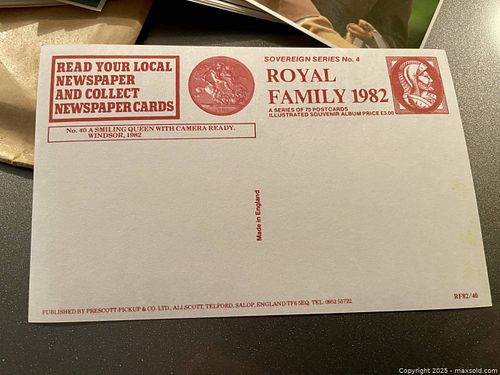 READ YOUR LOCAL
NEWSPAPER
AND COLLECT
NEWSPAPER CARDS
SOVEREIGN SERIES No. 4
ROYAL
FAMILY 1982
A SERIES OF 70 POSTCARDS
ILLUSTRATED SOUVENIR ALBUM PRICE £3.00
No. 40 A SMILING QUEEN WITH CAMERA READY.
WINDSOR, 1982
Made in England
PUBLISHED BY PRESCOTT-PICKUP & CO. LTD., ALLSCOTT, TELFORD, SALOP, ENGLAND TF6 5EQ. TEL: 0952 55722.
RF82/40
Copyright © 2025 - maxsold.com